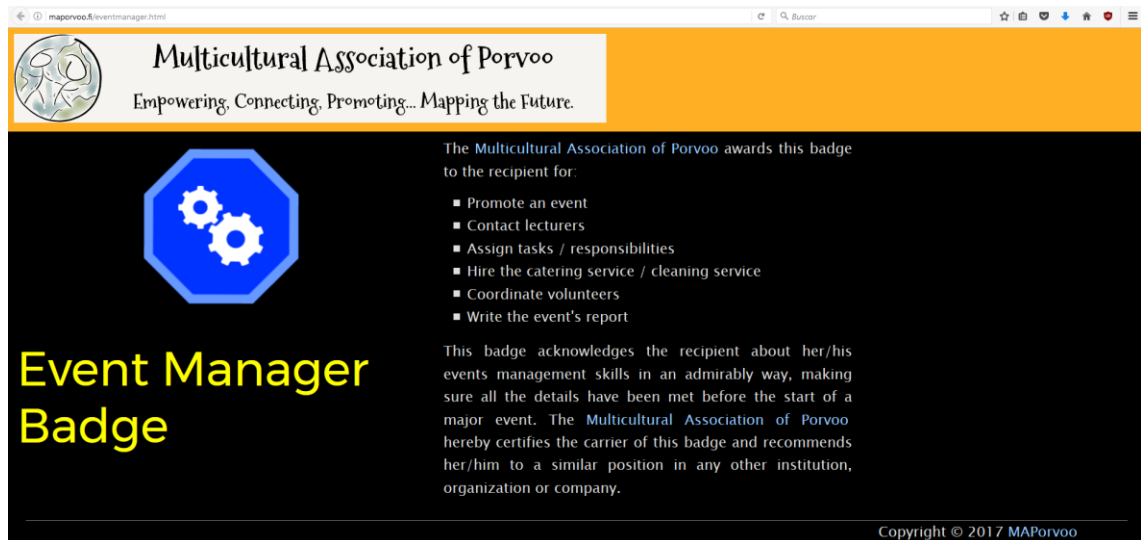 maporvoo.fi/eventmanager.html
Buscar
Multicultural Association of Porvoo
Empowering, Connecting, Promoting... Mapping the Future.
The Multicultural Association of Porvoo awards this badge
to the recipient for:
Promote an event
Contact lecturers
Assign tasks / responsibilities
Hire the catering service / cleaning service
Coordinate volunteers
Write the event's report
Event Manager
Badge
This badge acknowledges the recipient about her/his
events management skills in an admirably way, making
sure all the details have been met before the start of a
major event. The Multicultural Association of Porvoo
hereby certifies the carrier of this badge and recommends
her/him to a similar position in any other institution,
organization or company.
Copyright © 2017 MAPorvoo